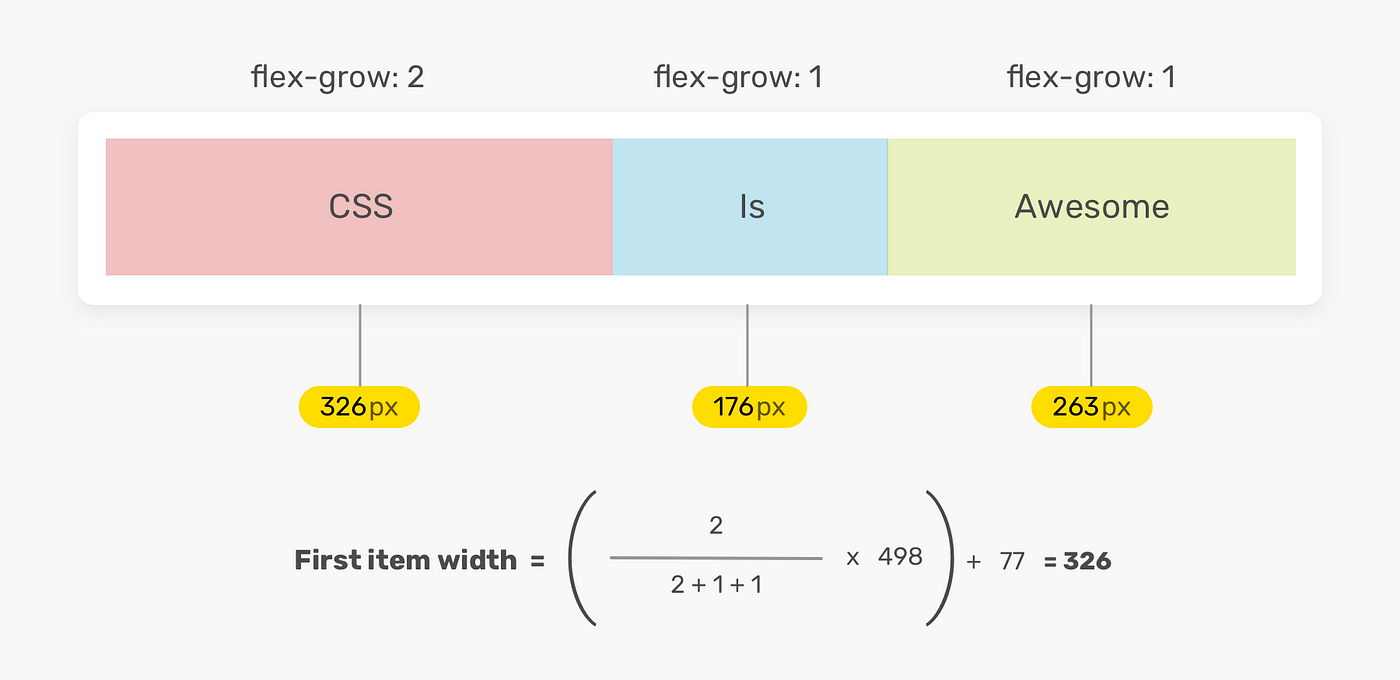 flex-grow: 2 flex-grow: 1 flex-grow: 1
CSS Is Awesome
326px 176px 263px
2
First item width = ( x 498 ) + 77 = 326
2 + 1 + 1